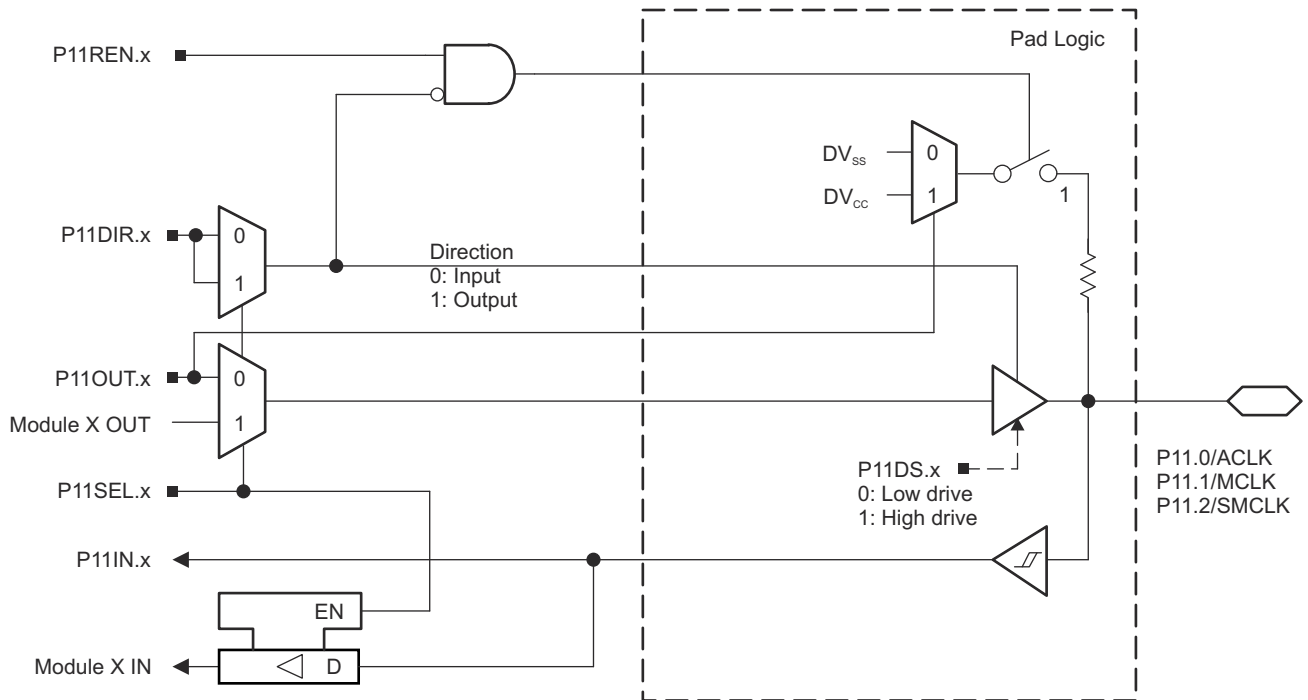 Pad Logic
P11REN.x
DVSS
0
DVCC
1
1
P11DIR.x
0
1
Direction
0: Input
1: Output
P11OUT.x
0
Module X OUT
1
P11DS.x
0: Low drive
1: High drive
P11.0/ACLK
P11.1/MCLK
P11.2/SMCLK
P11SEL.x
P11IN.x
EN
Module X IN
D